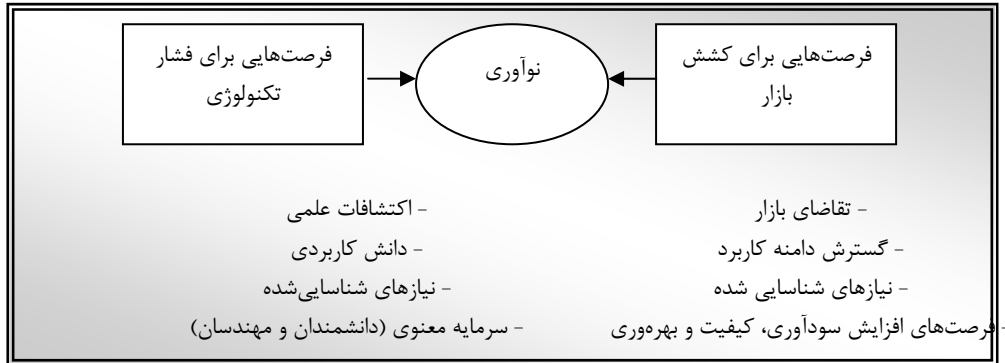 فرصت‌هایی برای کشش
بازار
نوآوری
فرصت‌هایی برای فشار
تکنولوژی
- تقاضای بازار
- گسترش دامنه کاربرد
- نیازهای شناسایی شده
- فرصت‌های افزایش سودآوری، کیفیت و بهره‌وری
- اکتشافات علمی
- دانش کاربردی
- نیازهای شناسایی‌شده
- سرمایه معنوی (دانشمندان و مهندسان)